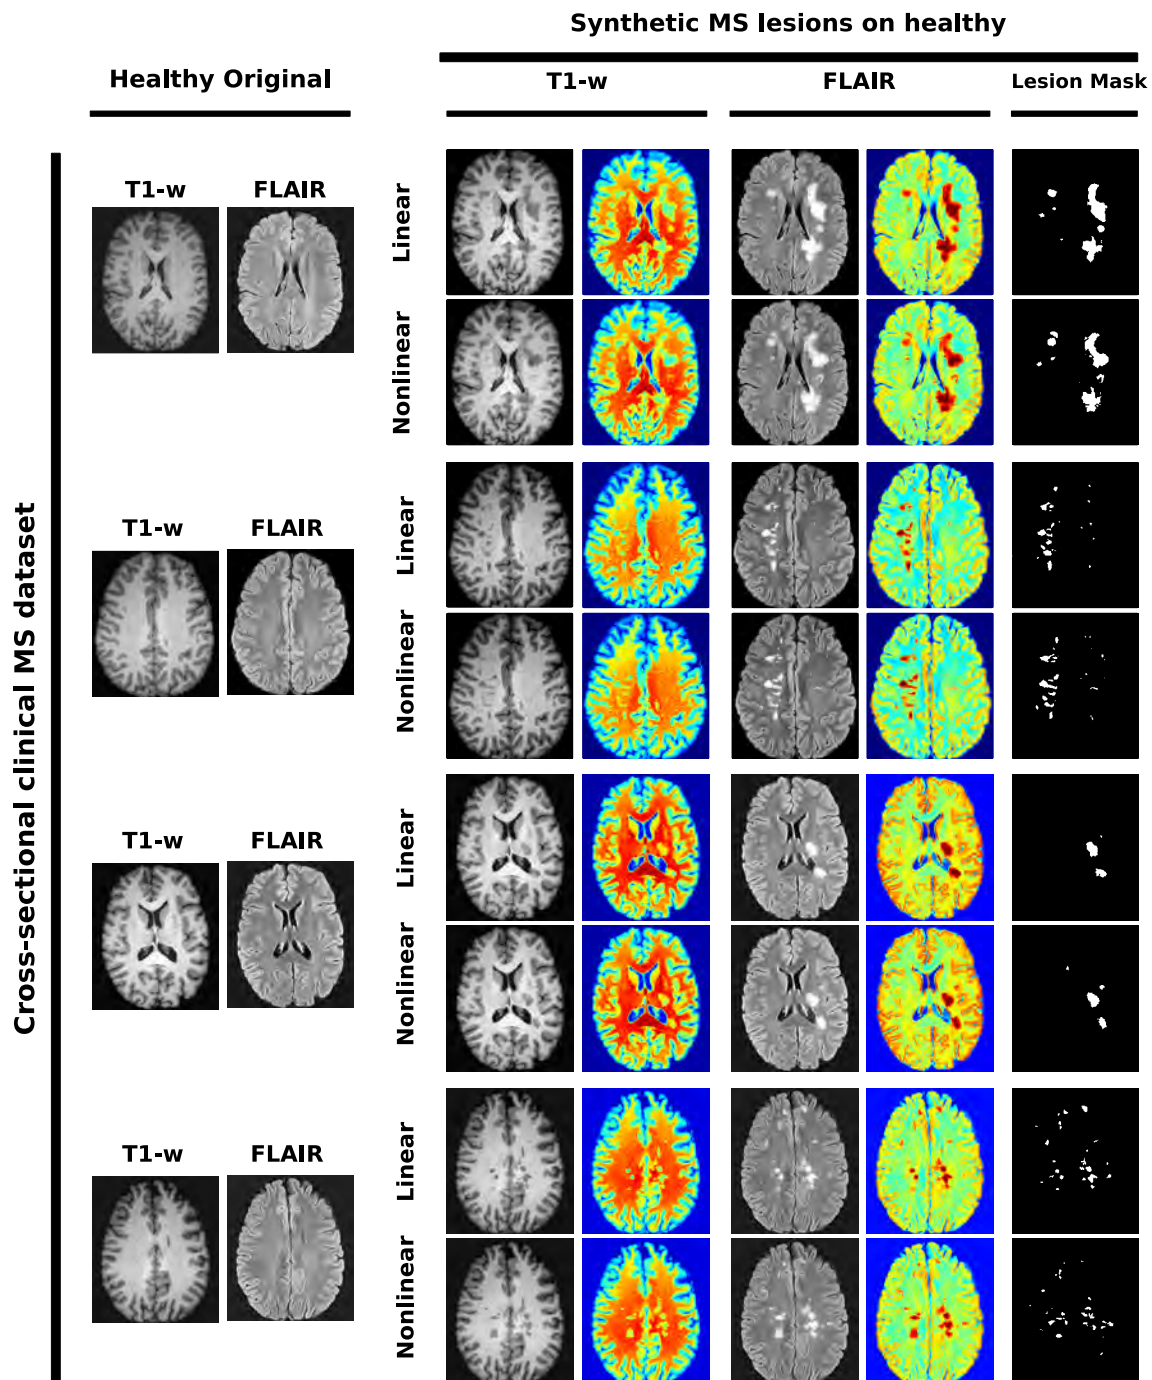 Synthetic MS lesions on healthy
Healthy Original
T1-w
FLAIR
Lesion Mask
Cross-sectional clinical MS dataset
T1-w
FLAIR
Linear
Nonlinear
T1-w
FLAIR
Linear
Nonlinear
T1-w
FLAIR
Linear
Nonlinear
T1-w
FLAIR
Linear
Nonlinear